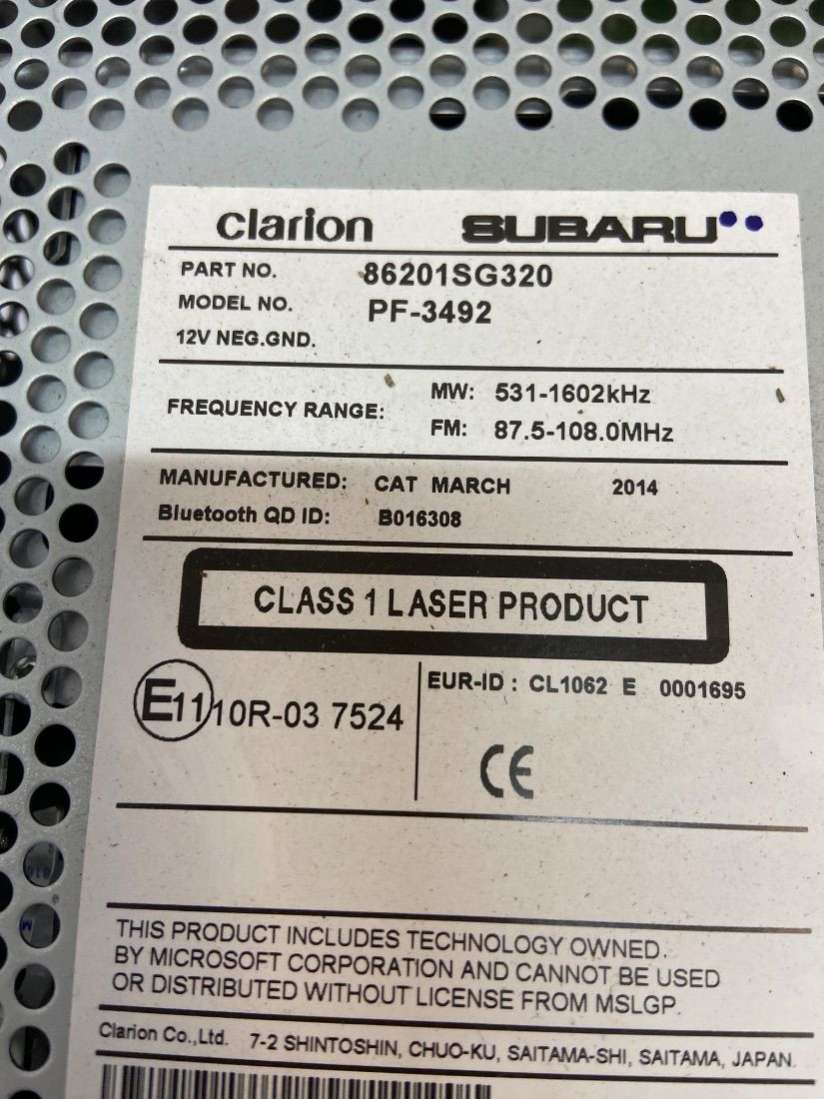 clarion SUBARU
PART NO. 86201SG320
MODEL NO. PF-3492
12V NEG.GND.
FREQUENCY RANGE: MW: 531-1602kHz
FM: 87.5-108.0MHz
MANUFACTURED: CAT MARCH 2014
Bluetooth QD ID: B016308
CLASS 1 LASER PRODUCT
E11 10R-03 7524
EUR-ID : CL1062 E 0001695
CE
THIS PRODUCT INCLUDES TECHNOLOGY OWNED.
BY MICROSOFT CORPORATION AND CANNOT BE USED
OR DISTRIBUTED WITHOUT LICENSE FROM MSLGP.
Clarion Co.,Ltd. 7-2 SHINTOSHIN, CHUO-KU, SAITAMA-SHI, SAITAMA, JAPAN.